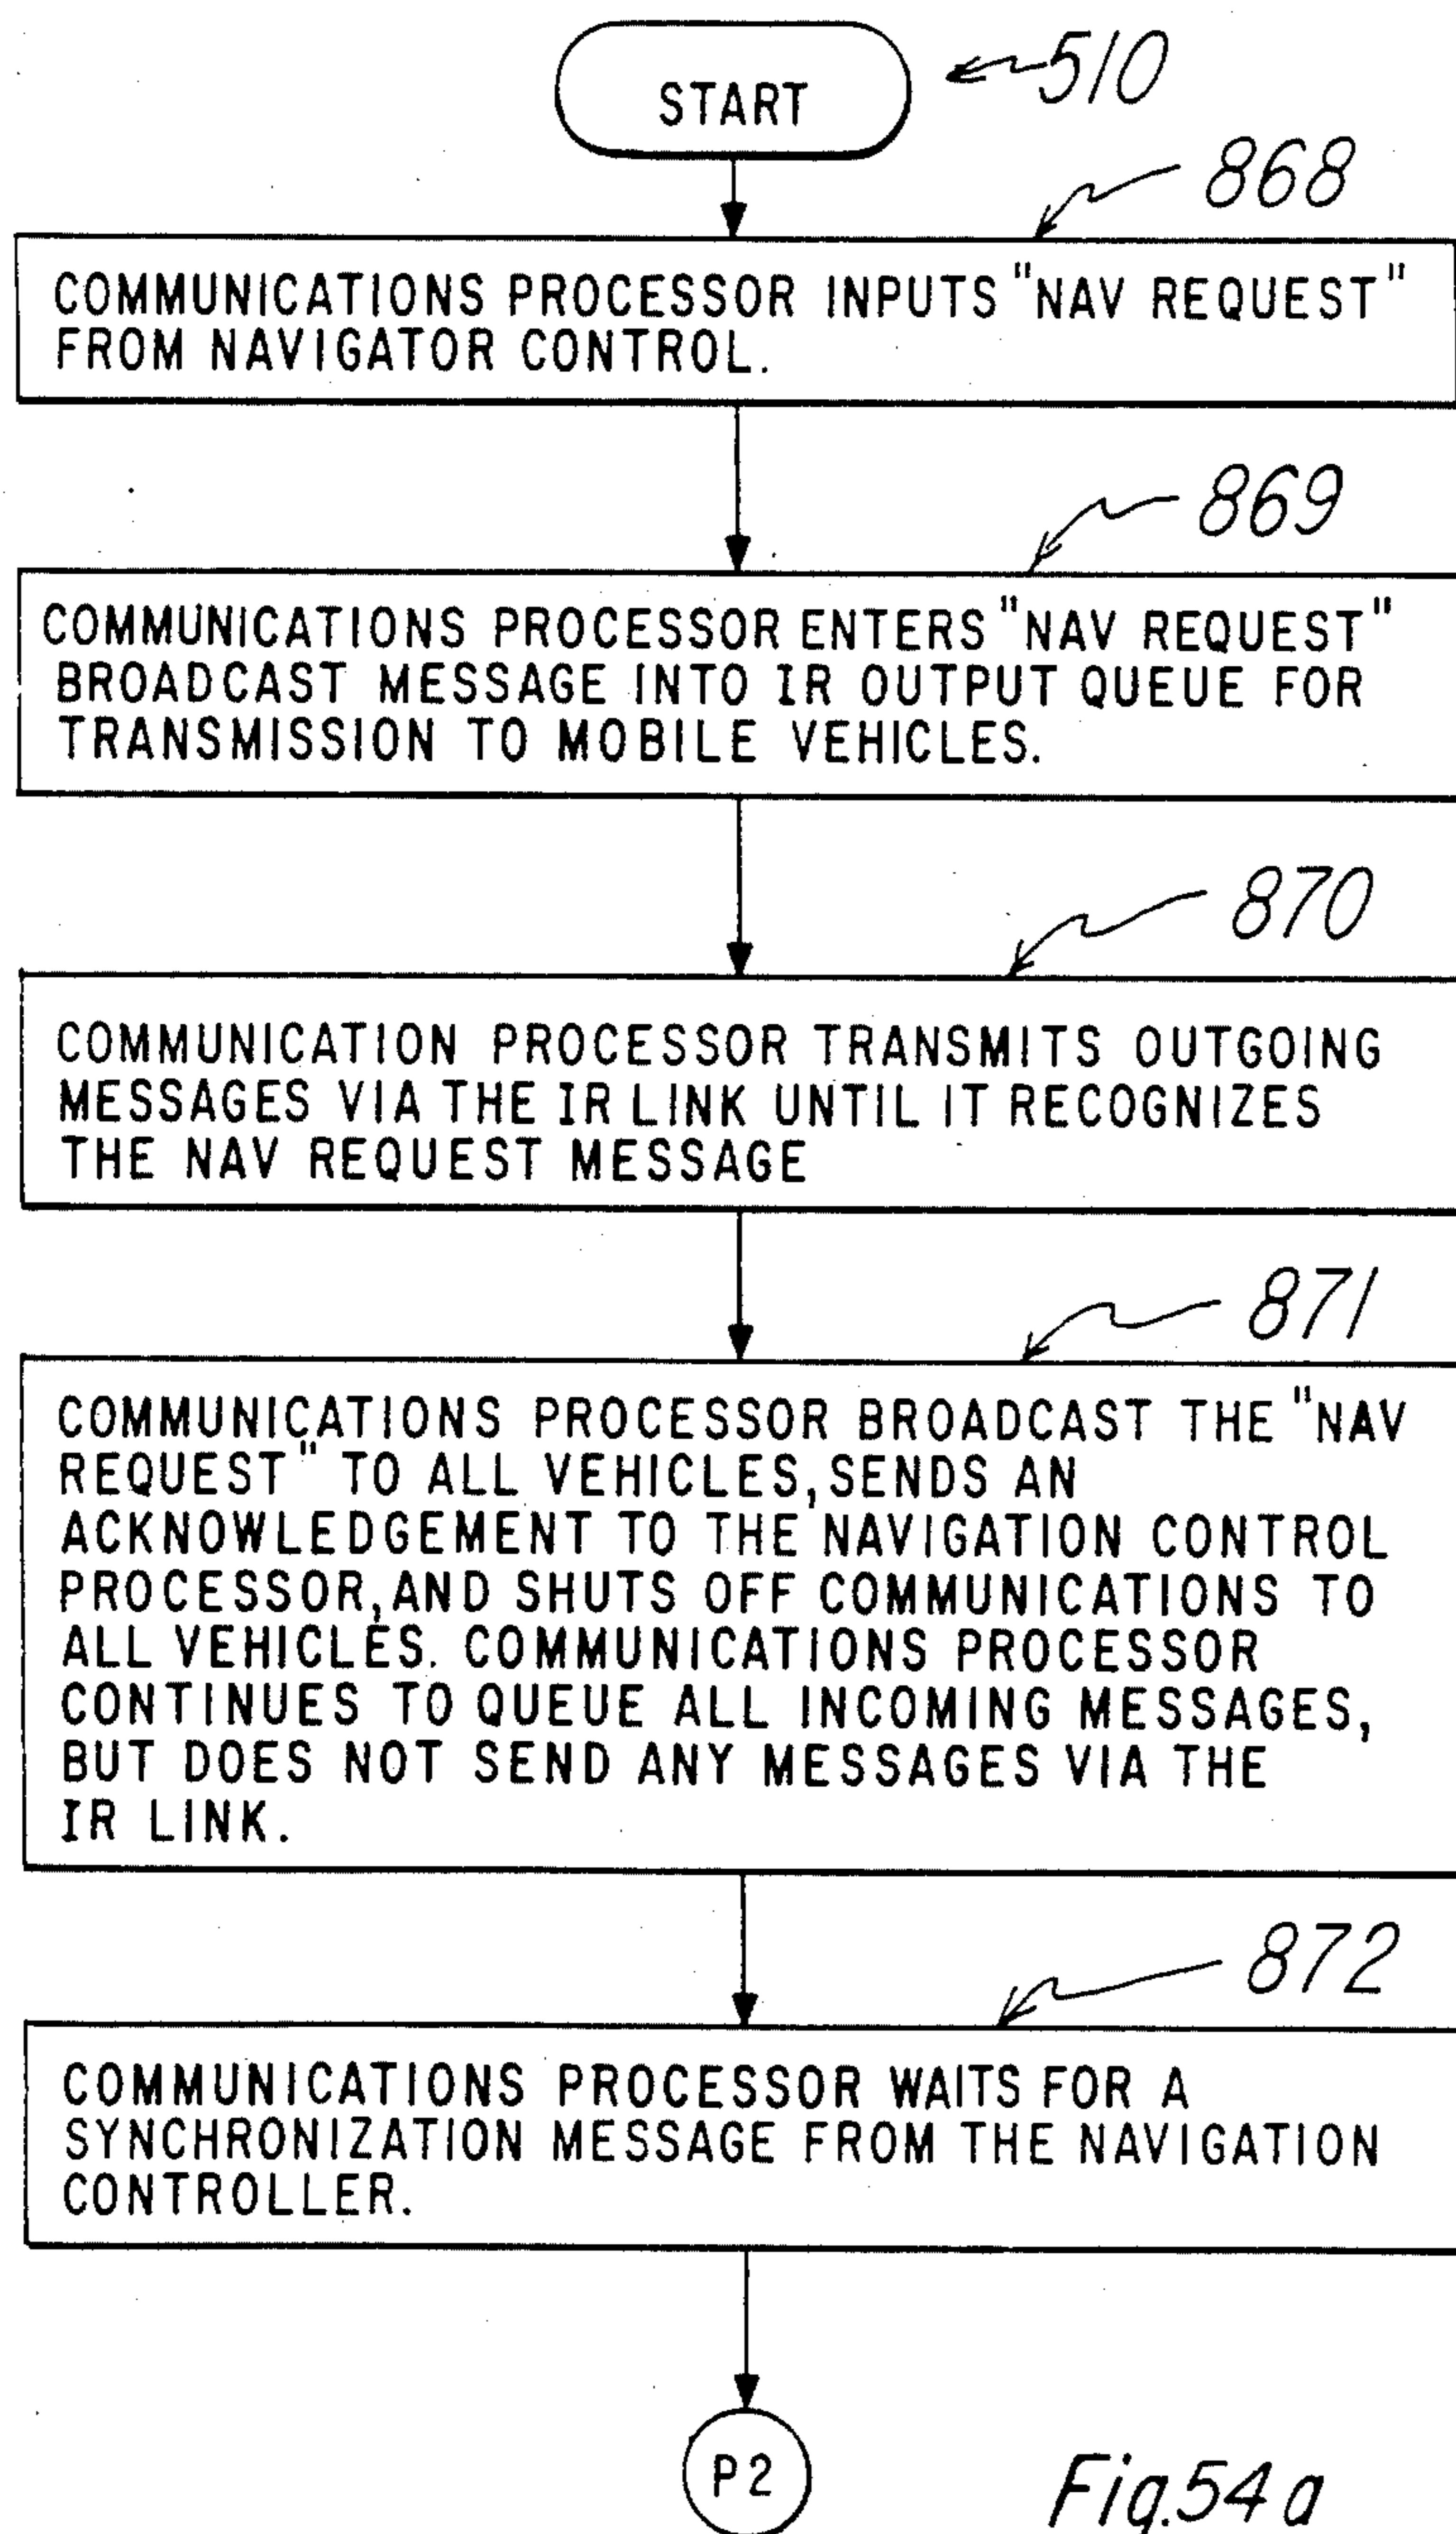 START
510
868
COMMUNICATIONS PROCESSOR INPUTS "NAV REQUEST"
FROM NAVIGATOR CONTROL.
869
COMMUNICATIONS PROCESSOR ENTERS "NAV REQUEST"
BROADCAST MESSAGE INTO IR OUTPUT QUEUE FOR
TRANSMISSION TO MOBILE VEHICLES.
870
COMMUNICATION PROCESSOR TRANSMITS OUTGOING
MESSAGES VIA THE IR LINK UNTIL IT RECOGNIZES
THE NAV REQUEST MESSAGE
871
COMMUNICATIONS PROCESSOR BROADCAST THE "NAV
REQUEST" TO ALL VEHICLES, SENDS AN
ACKNOWLEDGEMENT TO THE NAVIGATION CONTROL
PROCESSOR, AND SHUTS OFF COMMUNICATIONS TO
ALL VEHICLES. COMMUNICATIONS PROCESSOR
CONTINUES TO QUEUE ALL INCOMING MESSAGES,
BUT DOES NOT SEND ANY MESSAGES VIA THE
IR LINK.
872
COMMUNICATIONS PROCESSOR WAITS FOR A
SYNCHRONIZATION MESSAGE FROM THE NAVIGATION
CONTROLLER.
P2
Fig.54a